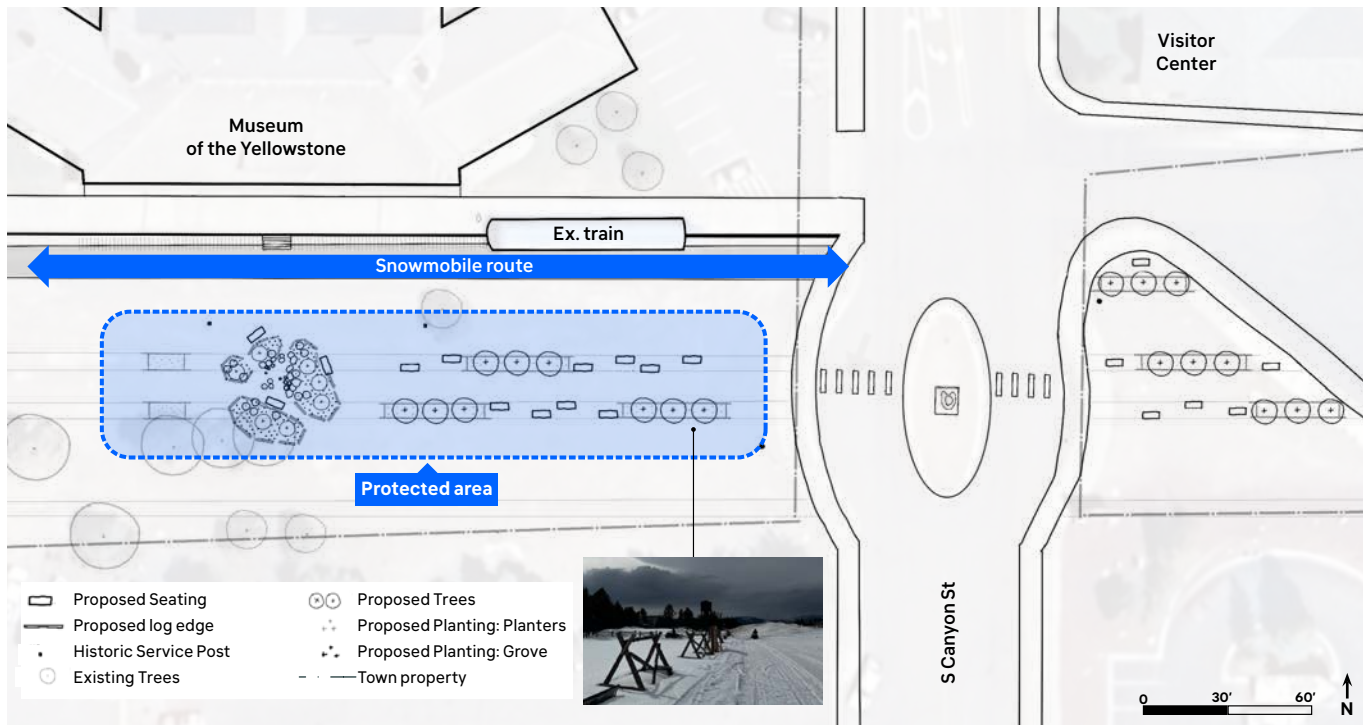 Visitor
Center
Museum
of the Yellowstone
Ex. train
Snowmobile route
Protected area
S Canyon St
Proposed Seating
Proposed log edge
Historic Service Post
Existing Trees
Proposed Trees
Proposed Planting: Planters
Proposed Planting: Grove
Town property
0 30' 60'
N